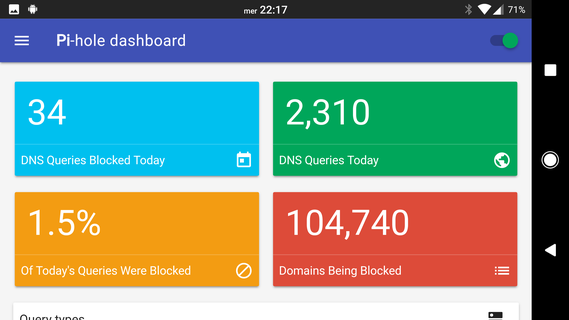 mer 22:17
71%
Pi-hole dashboard
34
DNS Queries Blocked Today
2,310
DNS Queries Today
1.5%
Of Today's Queries Were Blocked
104,740
Domains Being Blocked
Query types